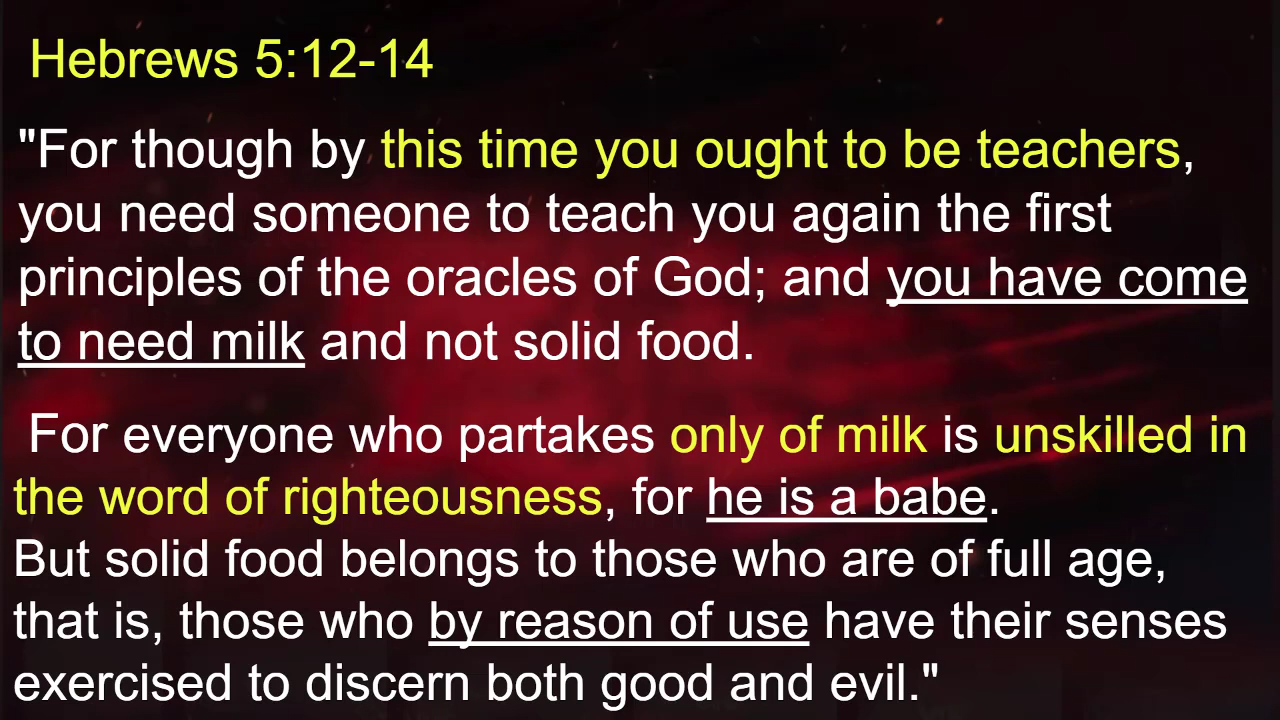 Hebrews 5:12-14
"For though by this time you ought to be teachers,
you need someone to teach you again the first
principles of the oracles of God; and you have come
to need milk and not solid food.
For everyone who partakes only of milk is unskilled in
the word of righteousness, for he is a babe.
But solid food belongs to those who are of full age,
that is, those who by reason of use have their senses
exercised to discern both good and evil."